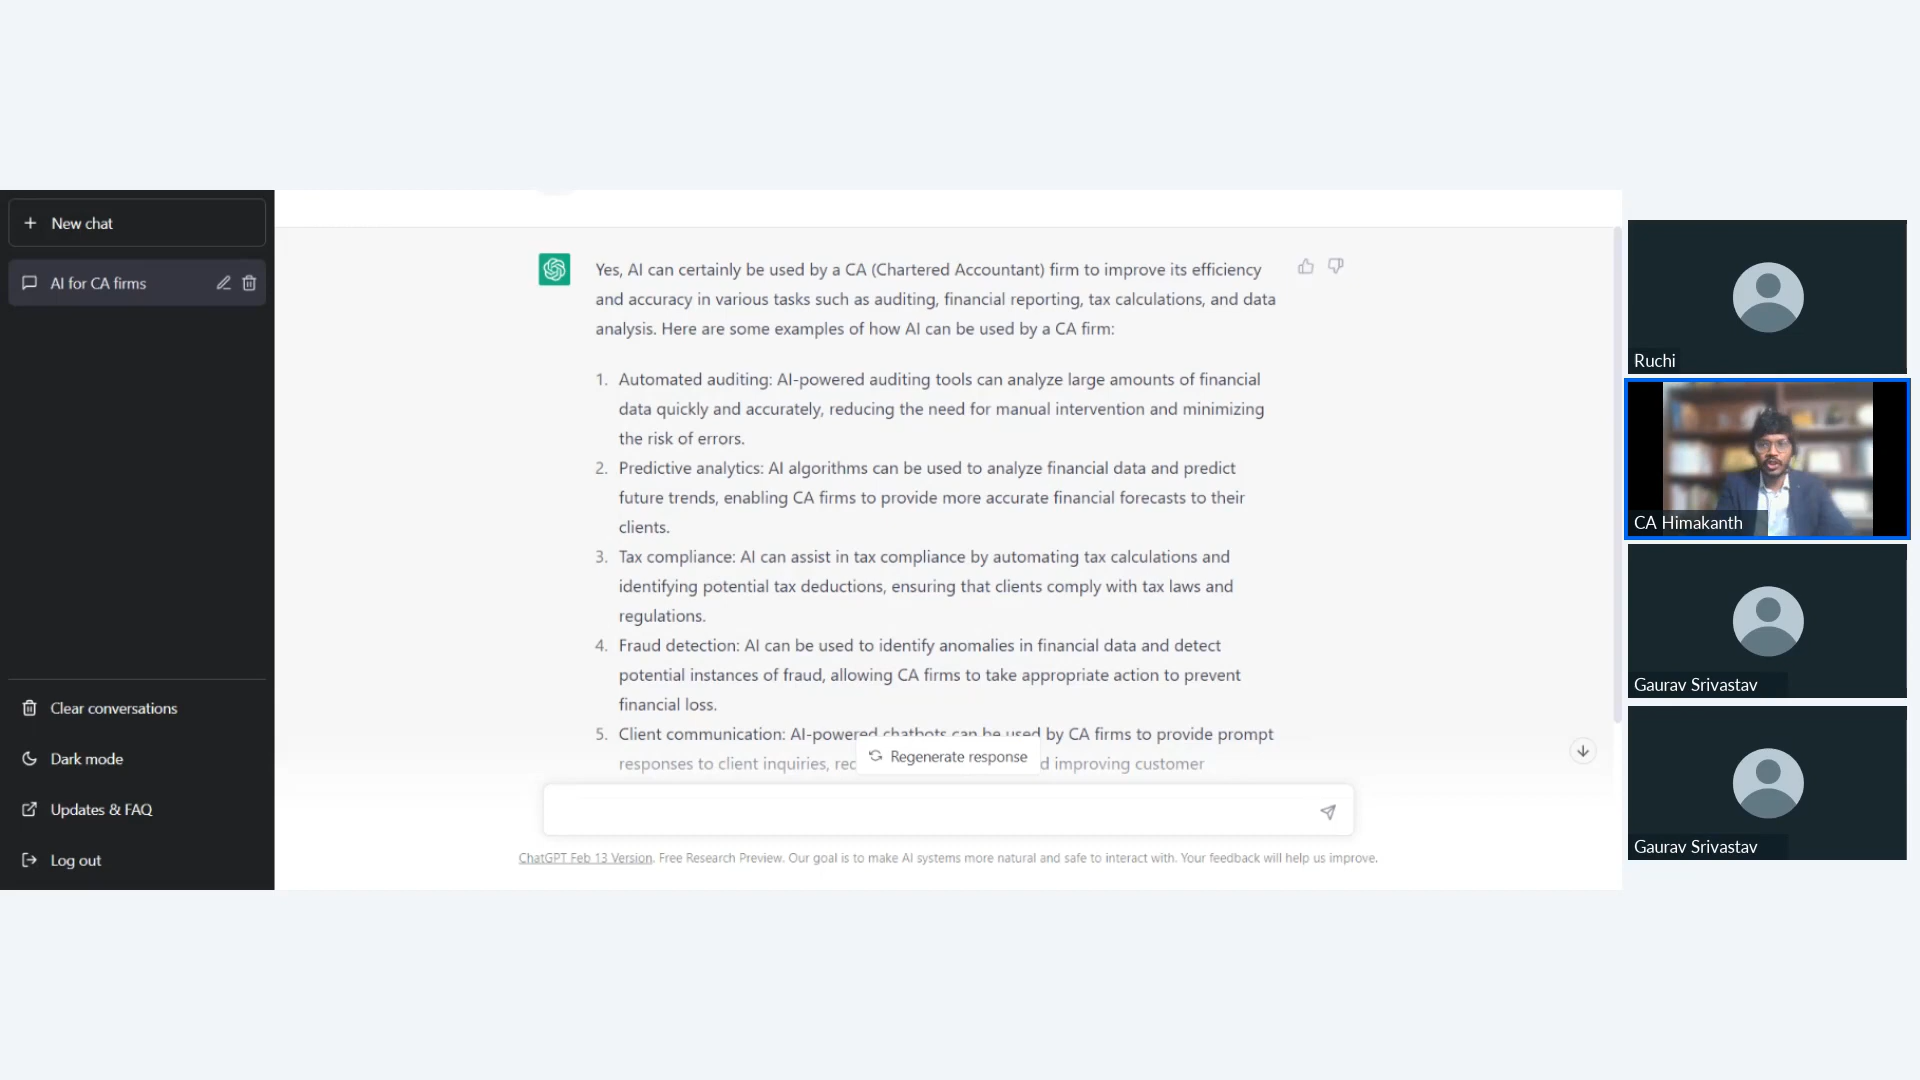 New chat
AI for CA firms
Clear conversations
Dark mode
Updates & FAQ
Log out
Yes, AI can certainly be used by a CA (Chartered Accountant) firm to improve its efficiency
and accuracy in various tasks such as auditing, financial reporting, tax calculations, and data
analysis. Here are some examples of how AI can be used by a CA firm:
1. Automated auditing: AI-powered auditing tools can analyze large amounts of financial
data quickly and accurately, reducing the need for manual intervention and minimizing
the risk of errors.
2. Predictive analytics: AI algorithms can be used to analyze financial data and predict
future trends, enabling CA firms to provide more accurate financial forecasts to their
clients.
3. Tax compliance: AI can assist in tax compliance by automating tax calculations and
identifying potential tax deductions, ensuring that clients comply with tax laws and
regulations.
4. Fraud detection: AI can be used to identify anomalies in financial data and detect
potential instances of fraud, allowing CA firms to take appropriate action to prevent
financial loss.
5. Client communication: AI-powered chatbots can be used by CA firms to provide prompt
responses to client inquiries, improving customer
Regenerate response
ChatGPT Feb 13 Version. Free Research Preview. Our goal is to make AI systems more natural and safe to interact with. Your feedback will help us improve.
Ruchi
CA Himakanth
Gaurav Srivastav
Gaurav Srivastav